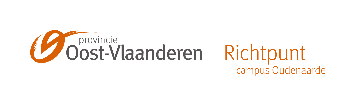 provincie
Oost-Vlaanderen Richtpunt
campus Oudenaarde